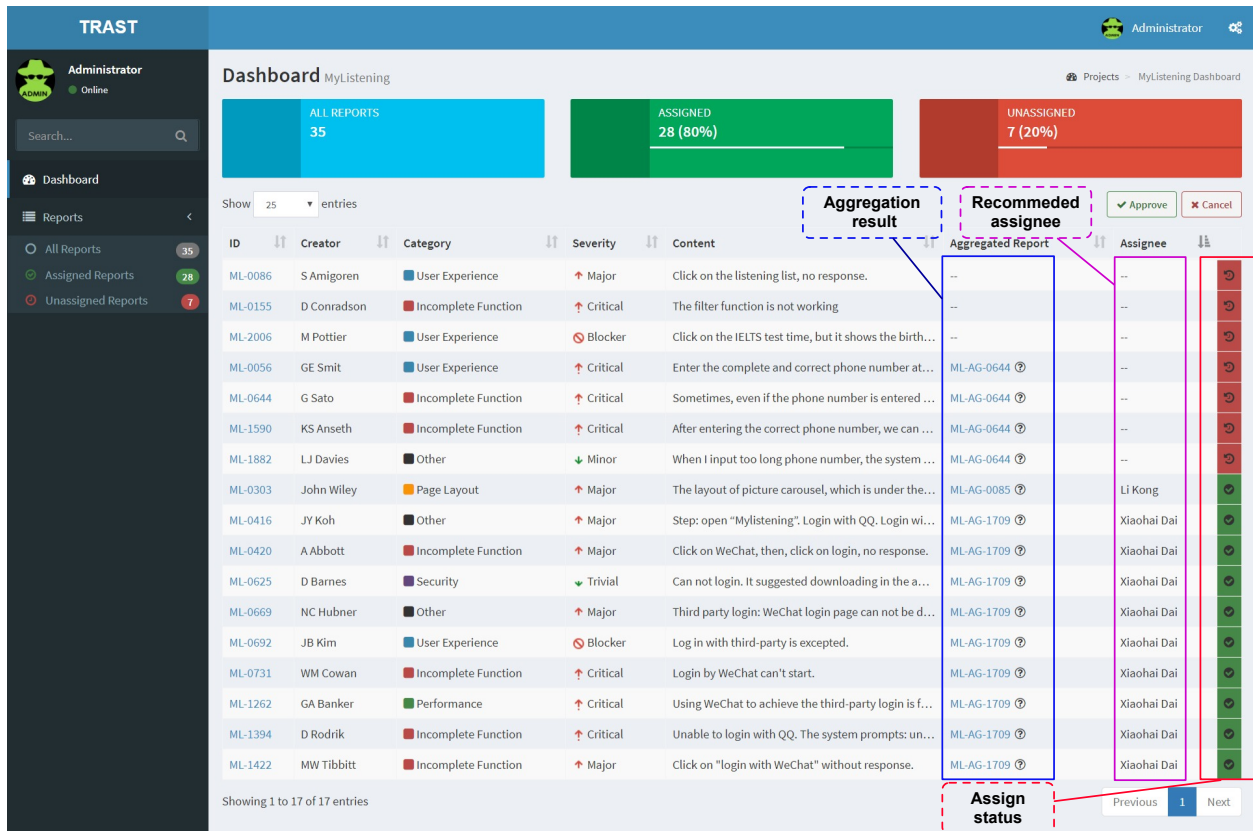 TRAST
Administrator
ADMIN
Administrator
Online
Search...
Dashboard
Reports
All Reports 35
Assigned Reports 28
Unassigned Reports 7
Dashboard MyListening
Projects > MyListening Dashboard
ALL REPORTS
35
ASSIGNED
28 (80%)
UNASSIGNED
7 (20%)
Show 25 entries
Aggregation
result
Recommeded
assignee
Approve
Cancel
ID Creator Category Severity Content Aggregated Report Assignee
ML-0086 S Amigoren User Experience Major Click on the listening list, no response. -- --
ML-0155 D Conradson Incomplete Function Critical The filter function is not working -- --
ML-2006 M Pottier User Experience Blocker Click on the IELTS test time, but it shows the birth... -- --
ML-0056 GE Smit User Experience Critical Enter the complete and correct phone number at... ML-AG-0644 --
ML-0644 G Sato Incomplete Function Critical Sometimes, even if the phone number is entered ... ML-AG-0644 --
ML-1590 KS Anseth Incomplete Function Critical After entering the correct phone number, we can ... ML-AG-0644 --
ML-1882 LJ Davies Other Minor When I input too long phone number, the system ... ML-AG-0644 --
ML-0303 John Wiley Page Layout Major The layout of picture carousel, which is under the... ML-AG-0085 Li Kong
ML-0416 JY Koh Other Major Step: open “Mylistening”. Login with QQ. Login wi... ML-AG-1709 Xiaohai Dai
ML-0420 A Abbott Incomplete Function Major Click on WeChat, then, click on login, no response. ML-AG-1709 Xiaohai Dai
ML-0625 D Barnes Security Trivial Can not login. It suggested downloading in the a... ML-AG-1709 Xiaohai Dai
ML-0669 NC Hubner Other Major Third party login: WeChat login page can not be d... ML-AG-1709 Xiaohai Dai
ML-0692 JB Kim User Experience Blocker Log in with third-party is excepted. ML-AG-1709 Xiaohai Dai
ML-0731 WM Cowan Incomplete Function Critical Login by WeChat can't start. ML-AG-1709 Xiaohai Dai
ML-1262 GA Banker Performance Critical Using WeChat to achieve the third-party login is f... ML-AG-1709 Xiaohai Dai
ML-1394 D Rodrik Incomplete Function Critical Unable to login with QQ. The system prompts: un... ML-AG-1709 Xiaohai Dai
ML-1422 MW Tibbitt Incomplete Function Major Click on "login with WeChat" without response. ML-AG-1709 Xiaohai Dai
Showing 1 to 17 of 17 entries
Assign
status
Previous 1 Next